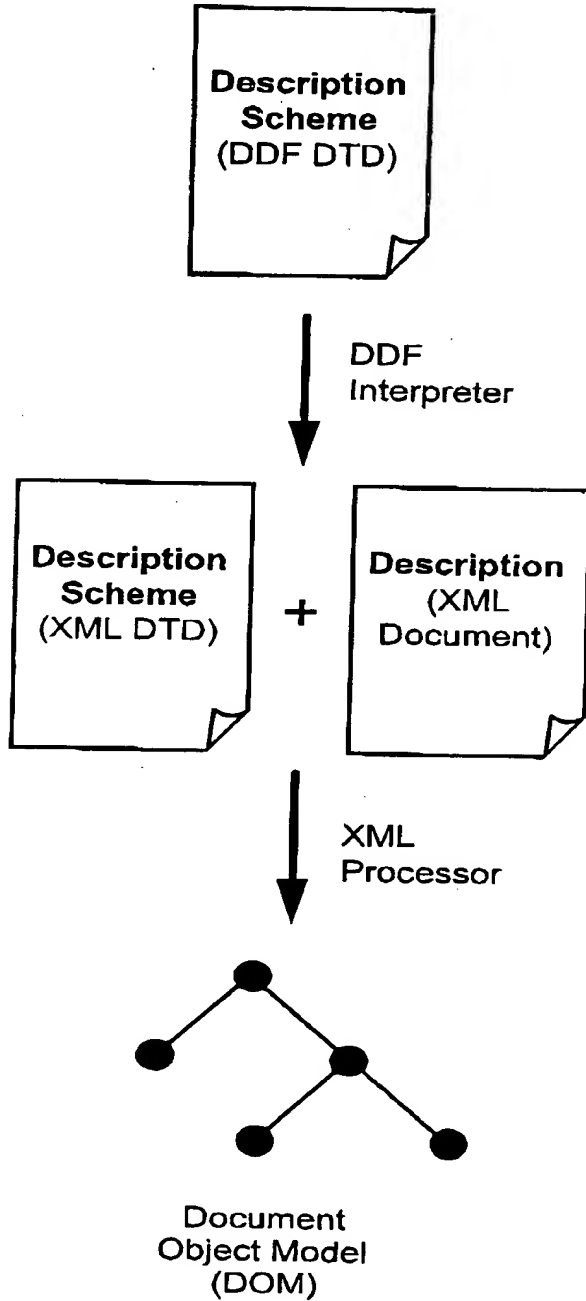 Description
Scheme
(DDF DTD)
DDF
Interpreter
Description
Scheme
(XML DTD)
+
Description
(XML
Document)
XML
Processor
Document
Object Model
(DOM)